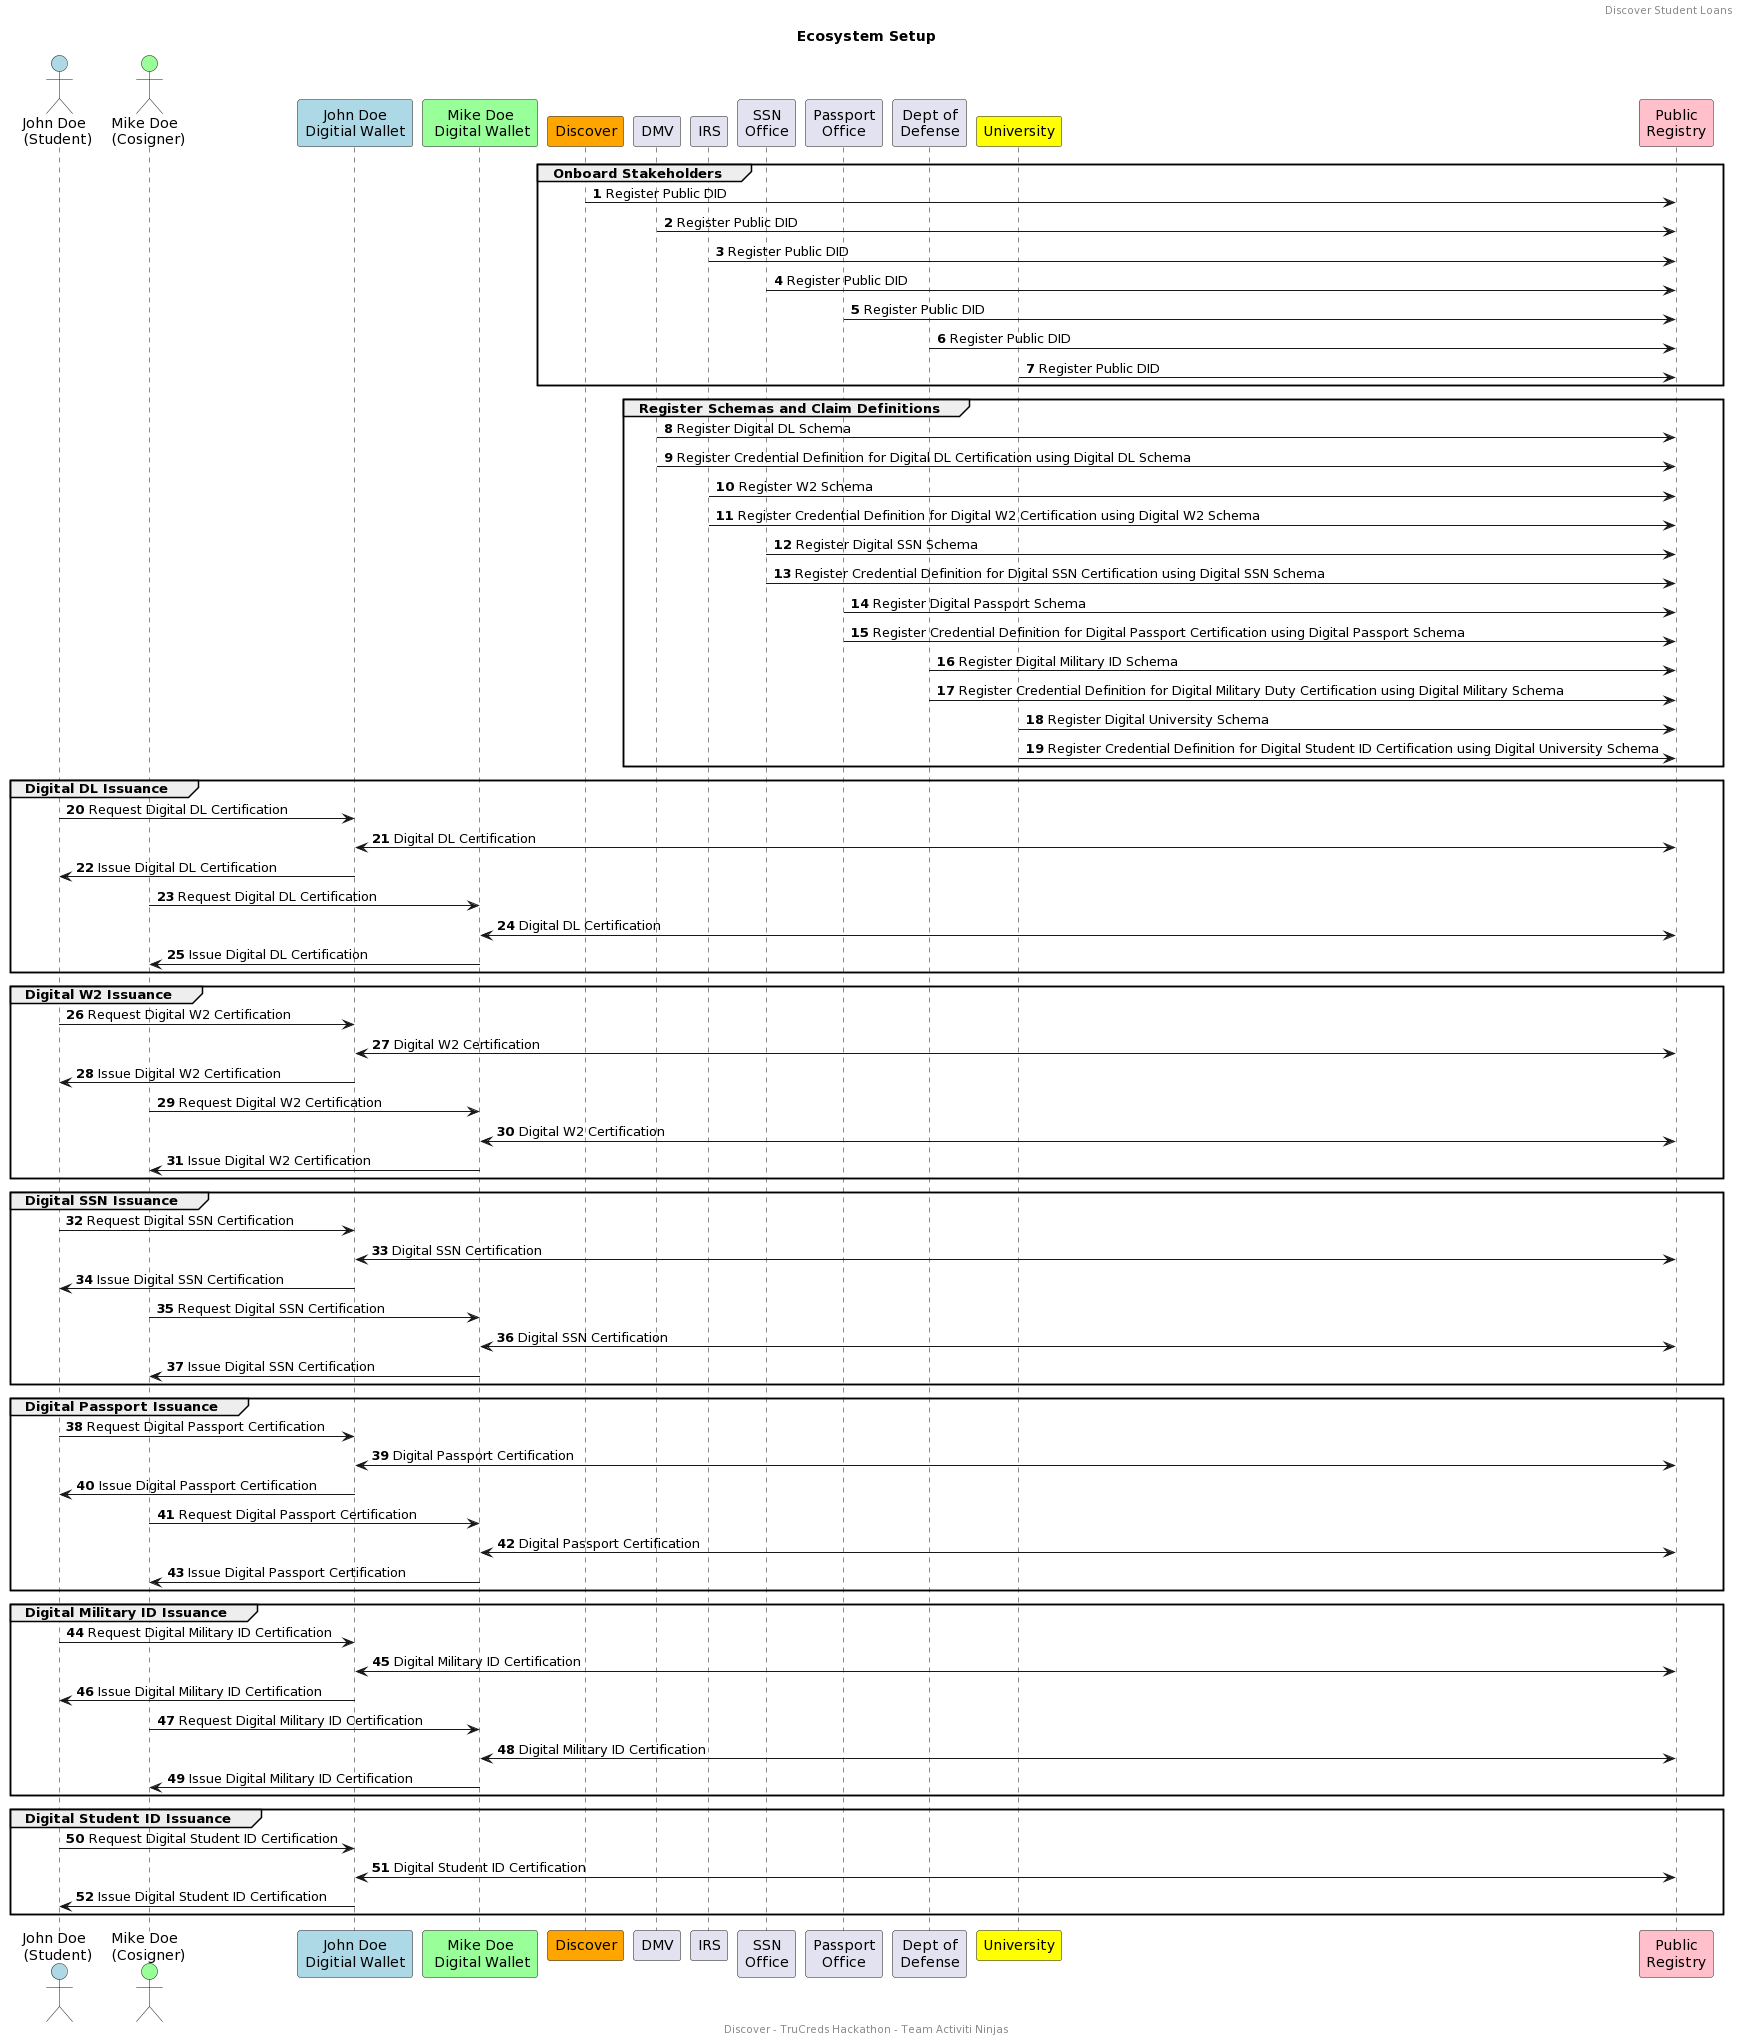 Discover Student Loans
Ecosystem Setup
John Doe
(Student)
Mike Doe
(Cosigner)
John Doe
Digitial Wallet
Mike Doe
Digital Wallet
Discover
DMV
IRS
SSN
Office
Passport
Office
Dept of
Defense
University
Public
Registry
Onboard Stakeholders
1 Register Public DID
2 Register Public DID
3 Register Public DID
4 Register Public DID
5 Register Public DID
6 Register Public DID
7 Register Public DID
Register Schemas and Claim Definitions
8 Register Digital DL Schema
9 Register Credential Definition for Digital DL Certification using Digital DL Schema
10 Register W2 Schema
11 Register Credential Definition for Digital W2 Certification using Digital W2 Schema
12 Register Digital SSN Schema
13 Register Credential Definition for Digital SSN Certification using Digital SSN Schema
14 Register Digital Passport Schema
15 Register Credential Definition for Digital Passport Certification using Digital Passport Schema
16 Register Digital Military ID Schema
17 Register Credential Definition for Digital Military Duty Certification using Digital Military Schema
18 Register Digital University Schema
19 Register Credential Definition for Digital Student ID Certification using Digital University Schema
Digital DL Issuance
20 Request Digital DL Certification
21 Digital DL Certification
22 Issue Digital DL Certification
23 Request Digital DL Certification
24 Digital DL Certification
25 Issue Digital DL Certification
Digital W2 Issuance
26 Request Digital W2 Certification
27 Digital W2 Certification
28 Issue Digital W2 Certification
29 Request Digital W2 Certification
30 Digital W2 Certification
31 Issue Digital W2 Certification
Digital SSN Issuance
32 Request Digital SSN Certification
33 Digital SSN Certification
34 Issue Digital SSN Certification
35 Request Digital SSN Certification
36 Digital SSN Certification
37 Issue Digital SSN Certification
Digital Passport Issuance
38 Request Digital Passport Certification
39 Digital Passport Certification
40 Issue Digital Passport Certification
41 Request Digital Passport Certification
42 Digital Passport Certification
43 Issue Digital Passport Certification
Digital Military ID Issuance
44 Request Digital Military ID Certification
45 Digital Military ID Certification
46 Issue Digital Military ID Certification
47 Request Digital Military ID Certification
48 Digital Military ID Certification
49 Issue Digital Military ID Certification
Digital Student ID Issuance
50 Request Digital Student ID Certification
51 Digital Student ID Certification
52 Issue Digital Student ID Certification
John Doe
(Student)
Mike Doe
(Cosigner)
John Doe
Digitial Wallet
Mike Doe
Digital Wallet
Discover
DMV
IRS
SSN
Office
Passport
Office
Dept of
Defense
University
Public
Registry
Discover - TruCreds Hackathon - Team Activiti Ninjas